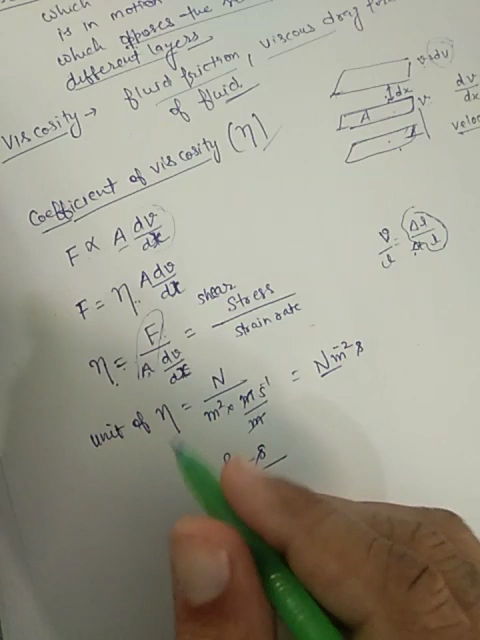 which
is in motion
which opposes the
different layers
Viscosity → fluid friction, viscous drag
of fluid
v+dv
dx
v
A
dv/dx
Coefficient of viscosity (η)
F ∝ A dv/dx
F = η. A dv/dx
v/l = Δl/l
η = F / A dv/dx = shear Stress / strain rate
unit of η = N / m² × m s⁻¹/m = N m⁻² s